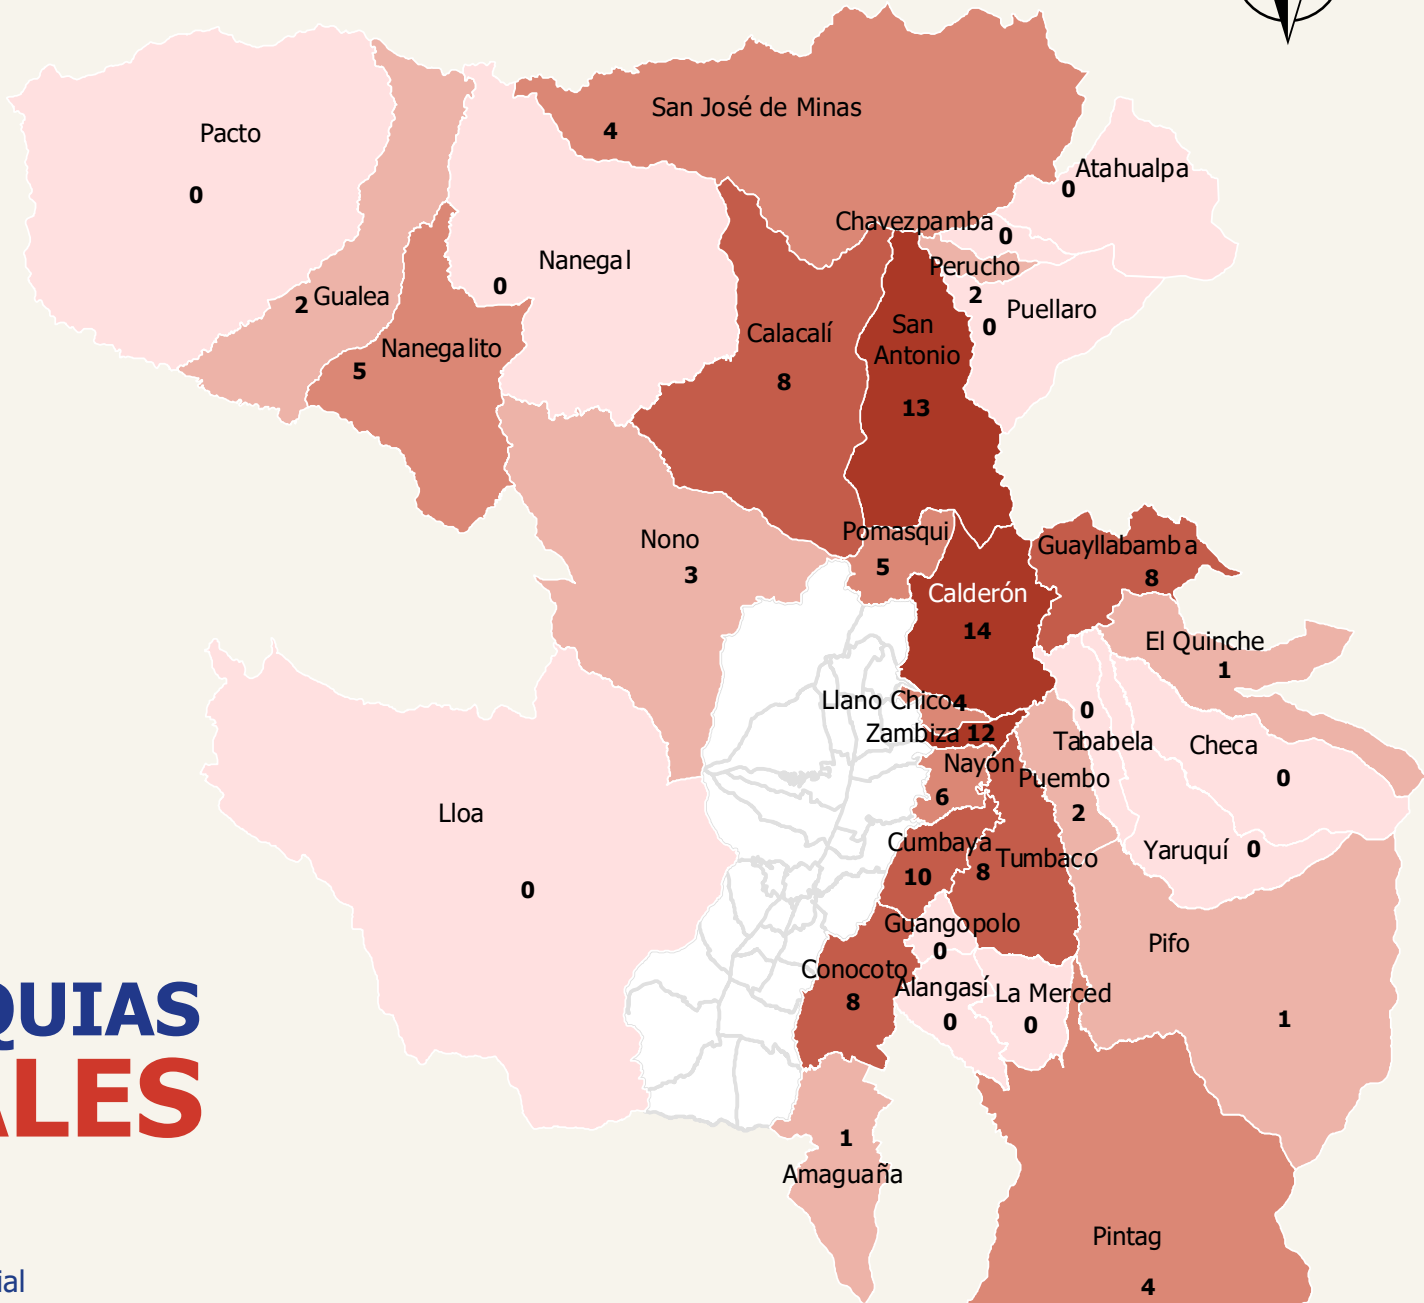 San José de Minas
4
Pacto
0
Atahualpa
0
Chavezpamba
0
Nanegal
0
Perucho
2
Gualea
2
Puellaro
0
San
Antonio
13
Calacalí
8
Nanegalito
5
Pomasqui
5
Nono
3
Guayllabamba
8
Calderón
14
El Quinche
1
Llano Chico 4
Zambiza 12
0
Tababela
Checa
0
Nayón
6
Puembo
2
Lloa
0
Cumbaya
10
Tumbaco
8
Yaruquí 0
Guangopolo
0
Pifo
1
Conocoto
8
Alangasí
0
La Merced
0
QUIAS
ALES
1
Amaguaña
Pintag
4
ial